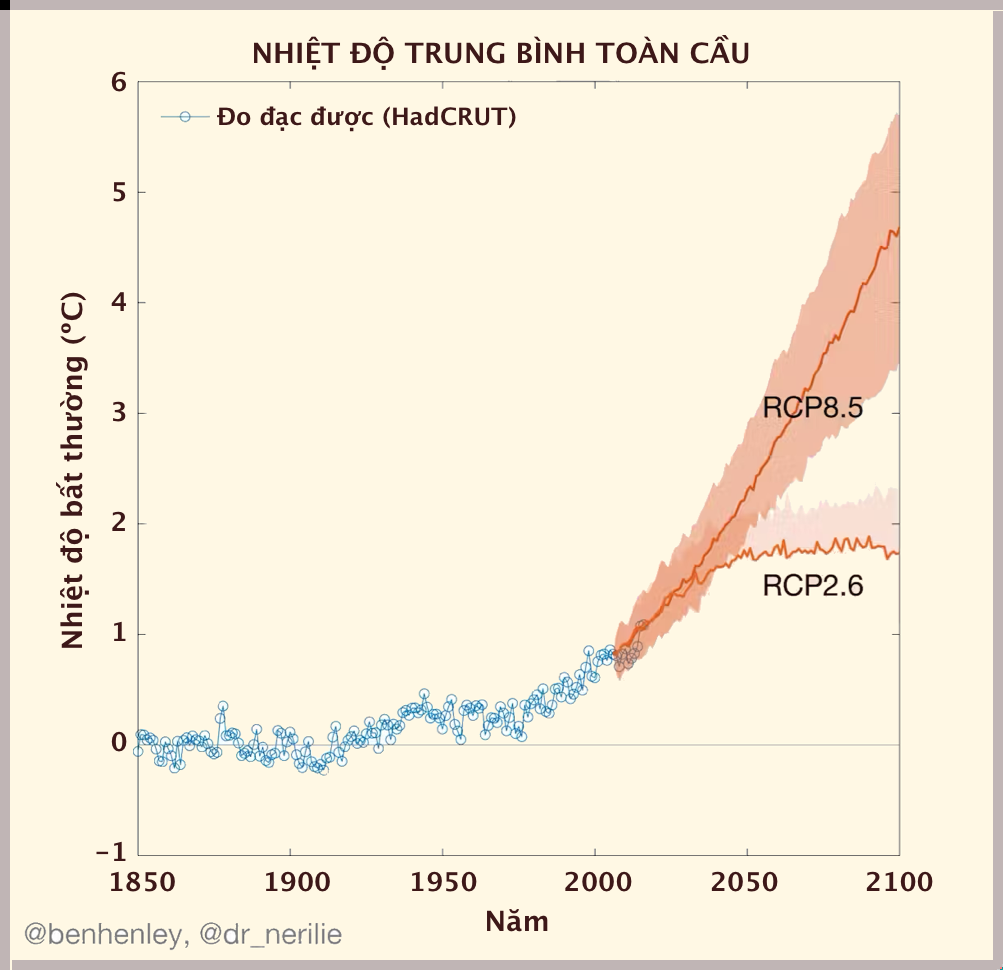 NHIỆT ĐỘ TRUNG BÌNH TOÀN CẦU
Đo đạc được (HadCRUT)
6
5
4
3
2
1
0
−1
Nhiệt độ bất thường (°C)
RCP8.5
RCP2.6
1850 1900 1950 2000 2050 2100
Năm
@benhenley, @dr_nerilie